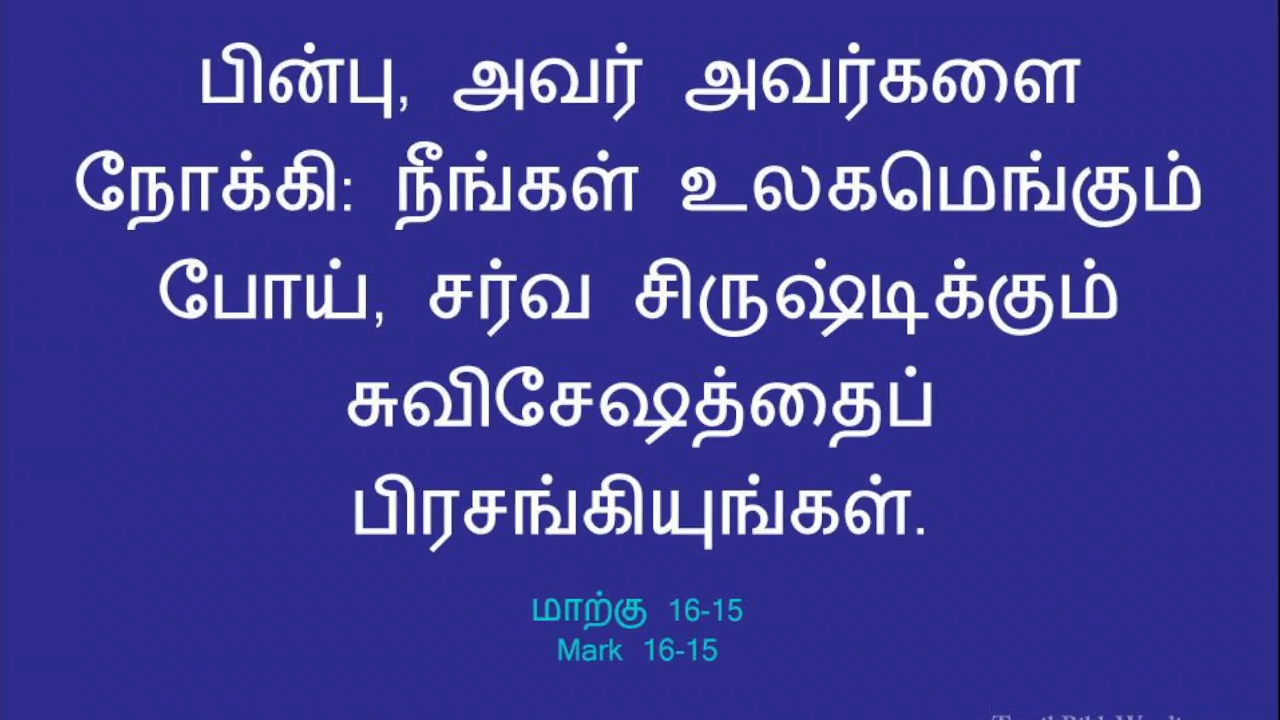 பின்பு, அவர் அவர்களை
நோக்கி: நீங்கள் உலகமெங்கும்
போய், சர்வ சிருஷ்டிக்கும்
சுவிசேஷத்தைப்
பிரசங்கியுங்கள்.
மாற்கு 16-15
Mark 16-15